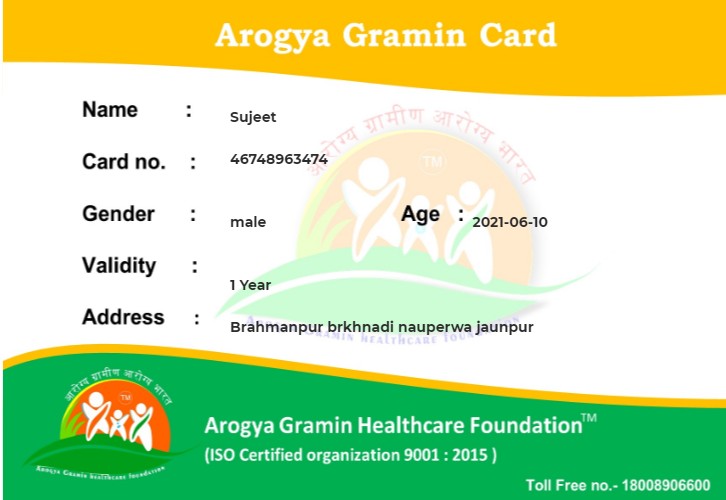 Arogya Gramin Card
Name : Sujeet
आरोग्य ग्रामीण आरोग्य भारत
TM
Card no. : 46748963474
Gender : male Age : 2021-06-10
Validity : 1 Year
Address : Brahmanpur brkhnadi nauperwa jaunpur
AROGYA GRAMIN HEALTHCARE FOUNDATION
आरोग्य ग्रामीण आरोग्य भारत
TM
Arogya Gramin Healthcare Foundation
Arogya Gramin Healthcare Foundation™
(ISO Certified organization 9001 : 2015 )
Toll Free no.- 18008906600